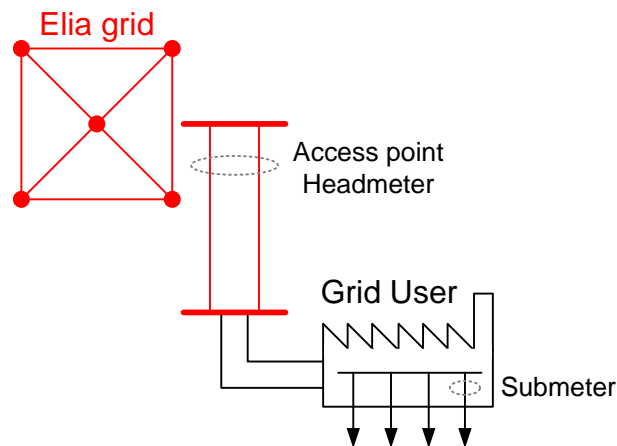 Elia grid
Access point
Headmeter
Grid User
Submeter